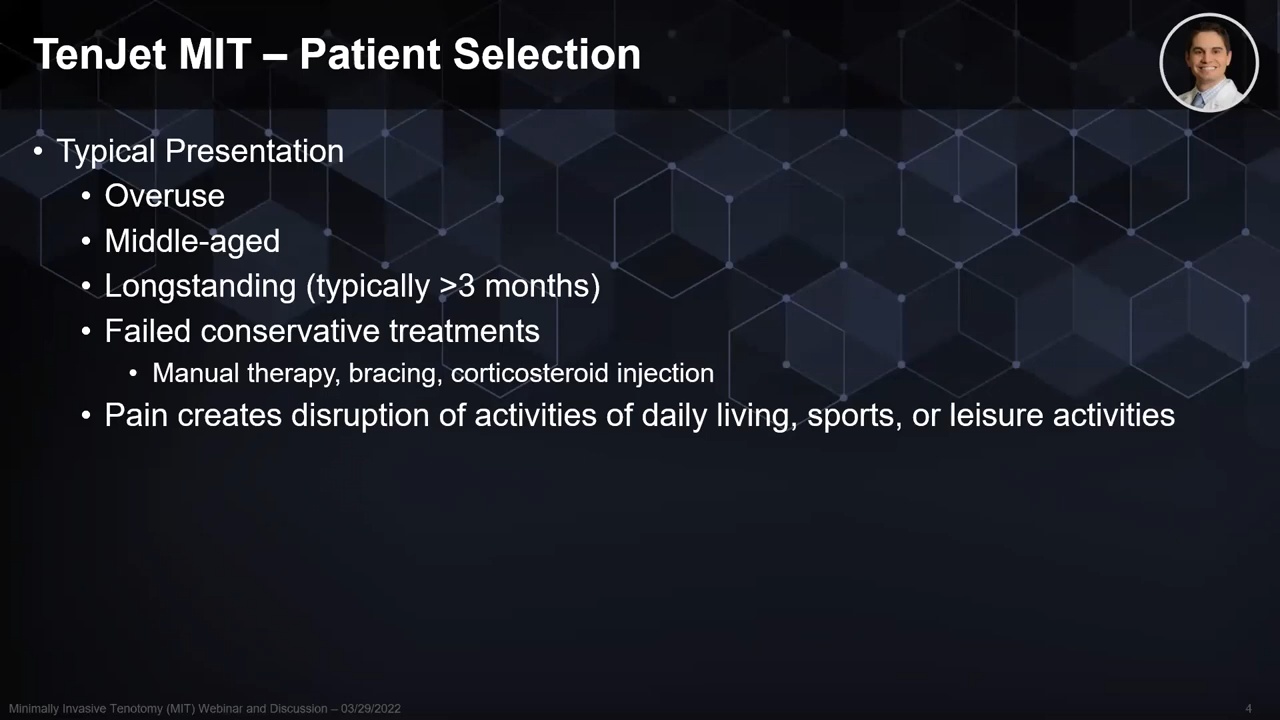 TenJet MIT – Patient Selection
• Typical Presentation
• Overuse
• Middle-aged
• Longstanding (typically >3 months)
• Failed conservative treatments
• Manual therapy, bracing, corticosteroid injection
• Pain creates disruption of activities of daily living, sports, or leisure activities
Minimally Invasive Tenotomy (MIT) Webinar and Discussion – 03/29/2022
4